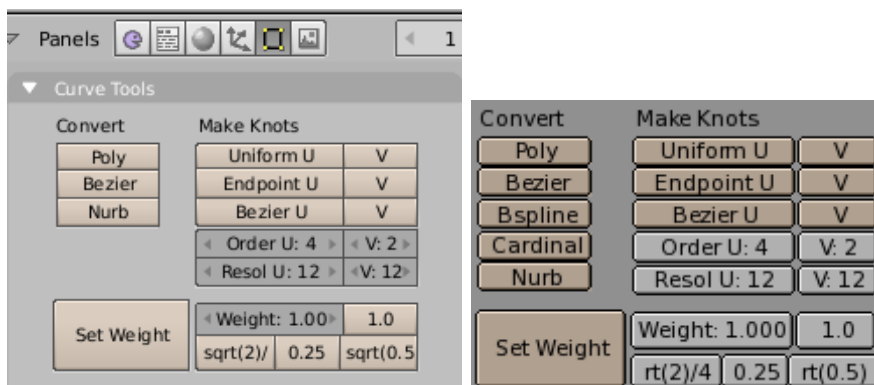 Panels 1
Curve Tools
Convert Make Knots
Poly Uniform U V
Bezier Endpoint U V
Nurb Bezier U V
Order U: 4 V: 2
Resol U: 12 V: 12
Set Weight Weight: 1.00 1.0
sqrt(2)/ 0.25 sqrt(0.5
Convert Make Knots
Poly Uniform U V
Bezier Endpoint U V
Bspline Bezier U V
Cardinal Order U: 4 V: 2
Nurb Resol U: 12 V: 12
Set Weight Weight: 1.000 1.0
rt(2)/4 0.25 rt(0.5)